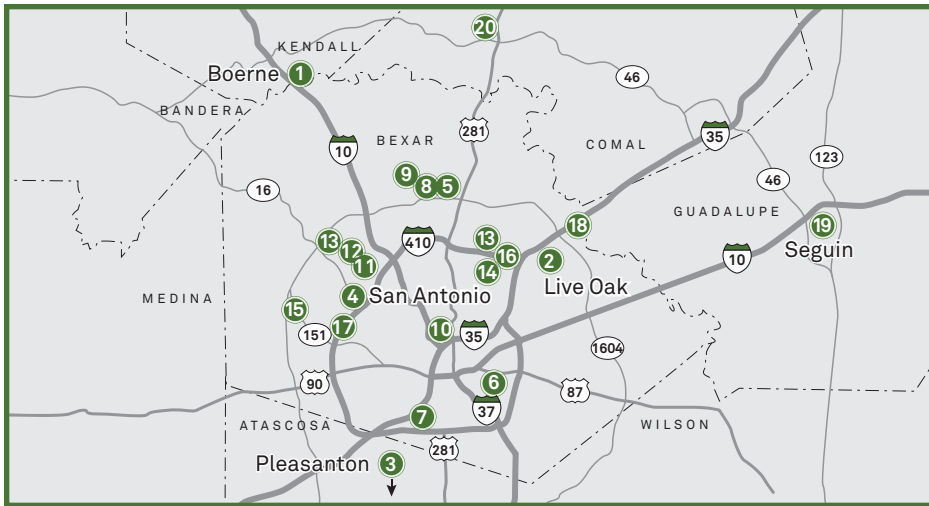 20
KENDALL
Boerne 1
46
BANDERA
281
35
BEXAR
COMAL
10
123
9
8 5
46
16
GUADALUPE
18
19
13
410
13
12
16
Seguin
11
14
2
10
MEDINA
4 San Antonio
Live Oak
15
151 17
10 35
1604
90
6
87
37
7
ATASCOSA
WILSON
281
Pleasanton 3